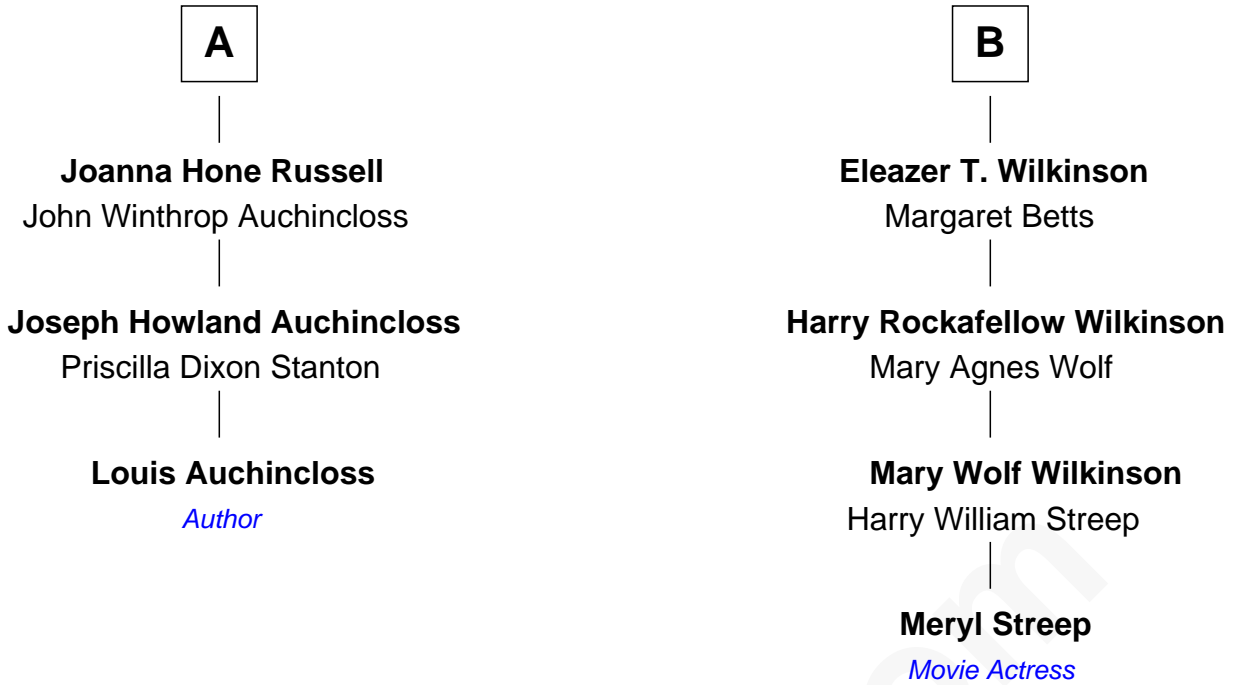 A
Joanna Hone Russell
John Winthrop Auchincloss
Joseph Howland Auchincloss
Priscilla Dixon Stanton
Louis Auchincloss
Author
B
Eleazer T. Wilkinson
Margaret Betts
Harry Rockafellow Wilkinson
Mary Agnes Wolf
Mary Wolf Wilkinson
Harry William Streep
Meryl Streep
Movie Actress